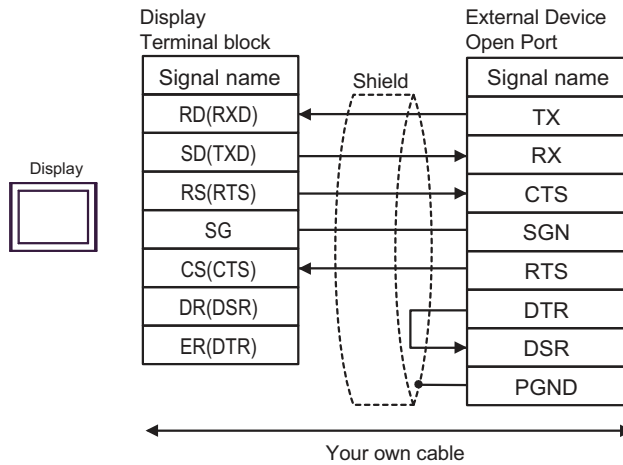 Display
Terminal block
External Device
Open Port
Signal name
Shield
Signal name
RD(RXD)
TX
SD(TXD)
RX
Display
RS(RTS)
CTS
SG
SGN
CS(CTS)
RTS
DR(DSR)
DTR
ER(DTR)
DSR
PGND
Your own cable